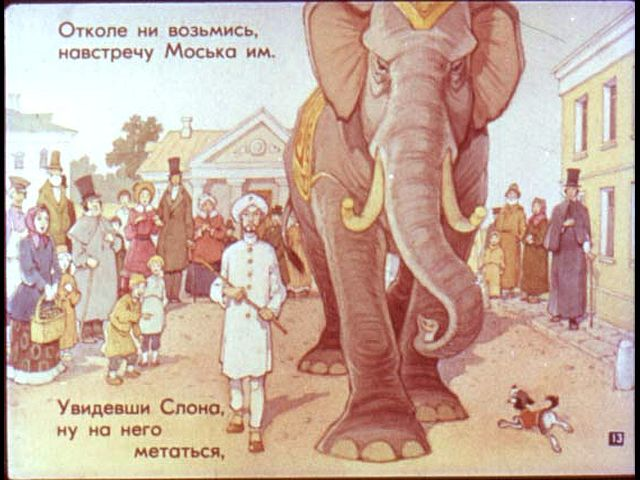 Отколе ни возьмись,
навстречу Моська им.
Увидевши Слона,
ну на него
метаться,
13